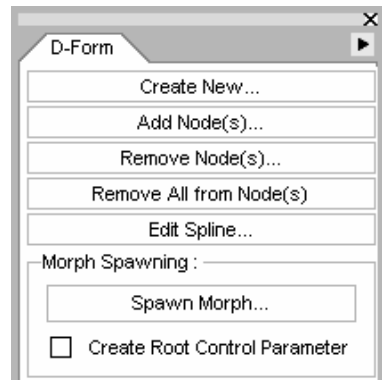 D-Form
Create New...
Add Node(s)...
Remove Node(s)...
Remove All from Node(s)
Edit Spline...
Morph Spawning :
Spawn Morph...
Create Root Control Parameter